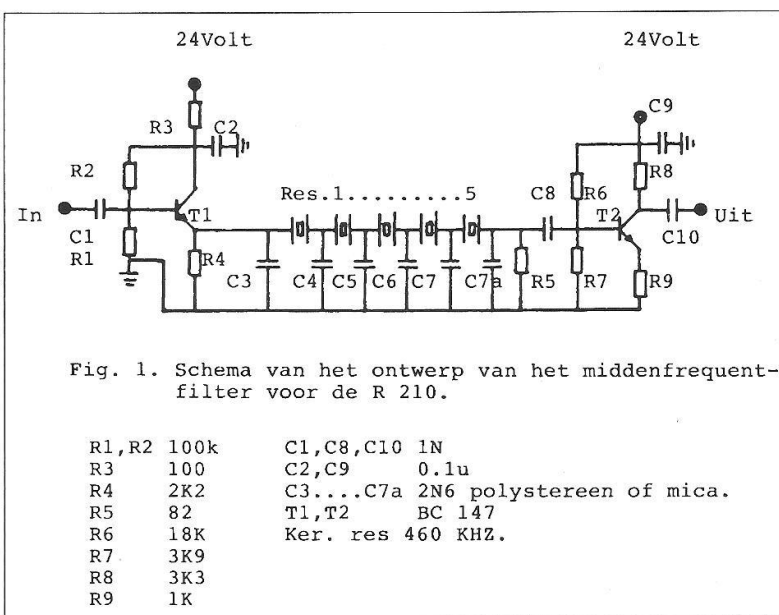 24Volt 24Volt
C9
R3 C2
R2 R8
Res.1.........5 C8 R6
In T1 T2 Uit
C1 R4 C10
R1 C3 C4 C5 C6 C7 C7a R5 R7 R9
Fig. 1. Schema van het ontwerp van het middenfrequent-
filter voor de R 210.
R1,R2 100k C1,C8,C10 1N
R3 100 C2,C9 0.1u
R4 2K2 C3....C7a 2N6 polystereen of mica.
R5 82 T1,T2 BC 147
R6 18K Ker. res 460 KHZ.
R7 3K9
R8 3K3
R9 1K